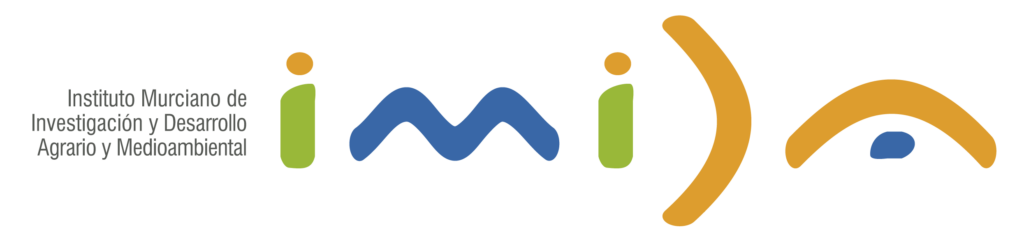 Instituto Murciano de
Investigación y Desarrollo
Agrario y Medioambiental
imida